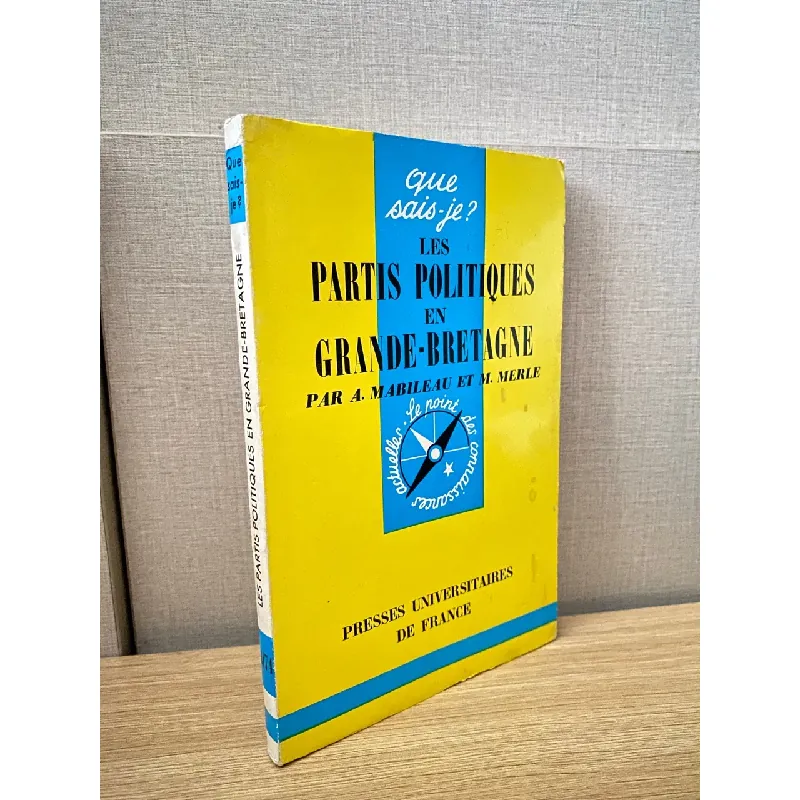 que
sais-je?
LES
PARTIS POLITIQUES
EN
GRANDE-BRETAGNE
PAR A. MABILEAU ET M. MERLE
le point des connaissances actuelles
PRESSES UNIVERSITAIRES
DE FRANCE
Que
sais-
je?
LES PARTIS POLITIQUES EN GRANDE-BRETAGNE